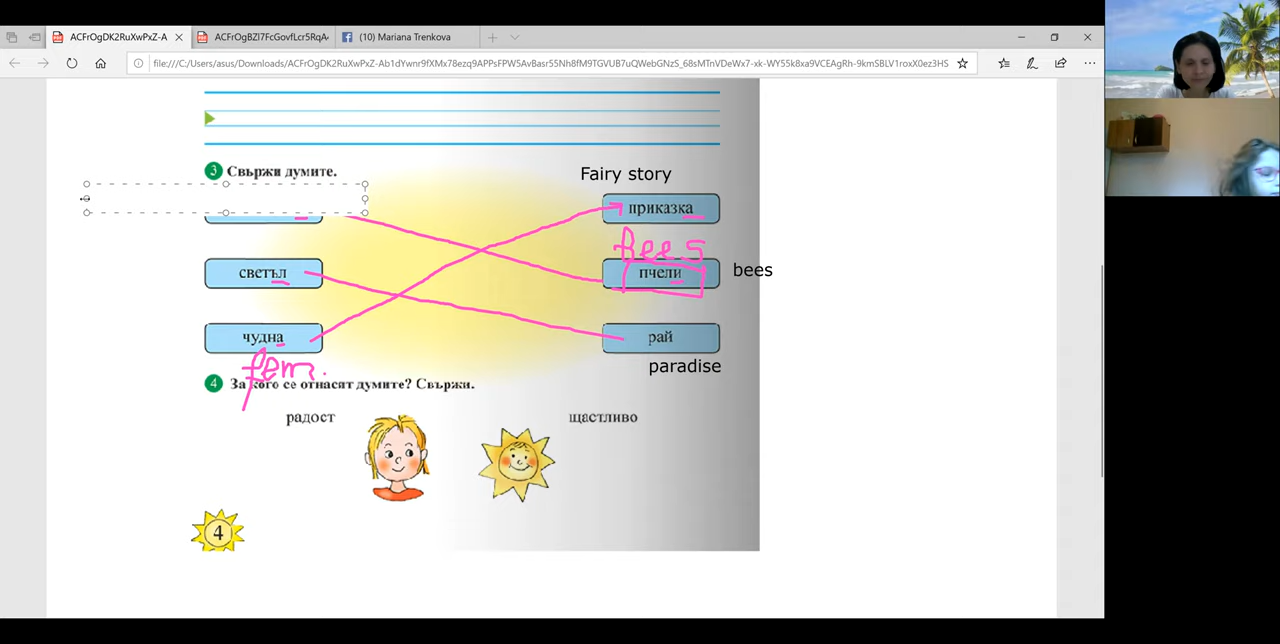 ACFrOgDK2RuXwPxZ-A
ACFrOgBZl7FcGovfLcr5RqA
(10) Mariana Trenkova
file:///C:/Users/asus/Downloads/ACFrOgDK2RuXwPxZ-Ab1dYwnr9fXMx78ezq9APPsFPW5AvBasr55Nh8fM9TGVUB7uQWebGNzS_68sMTnVDeWx7-xk-WY55k8xa9VCEAgRh-9kmSBLV1roxX0ez3HS
3 Свържи думите.
Fairy story
приказка
Bees
светъл
пчели
bees
чудна
рай
fem.
paradise
4 За кого се отнасят думите? Свържи.
радост
щастливо
4